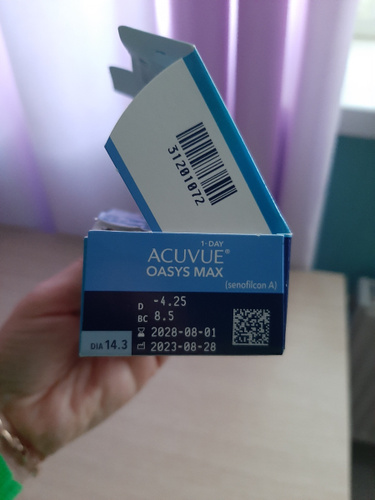 31201072
1-DAY
ACUVUE®
OASYS MAX
(senofilcon A)
D -4.25
BC 8.5
2028-08-01
2023-08-28
DIA 14.3